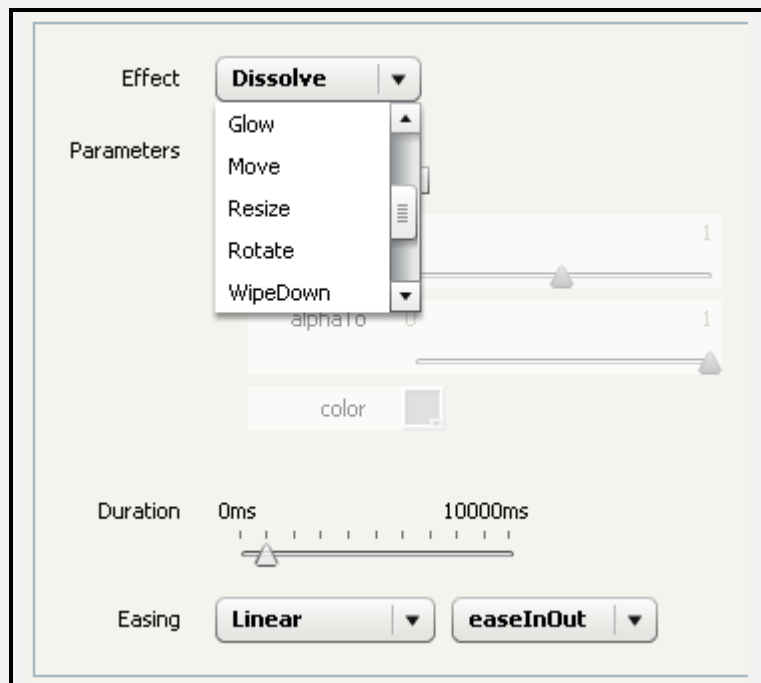 Effect Dissolve
Glow
Parameters
Move
Resize
1
Rotate
WipeDown
alphaTo 0 1
color
Duration 0ms 10000ms
Easing Linear easeInOut